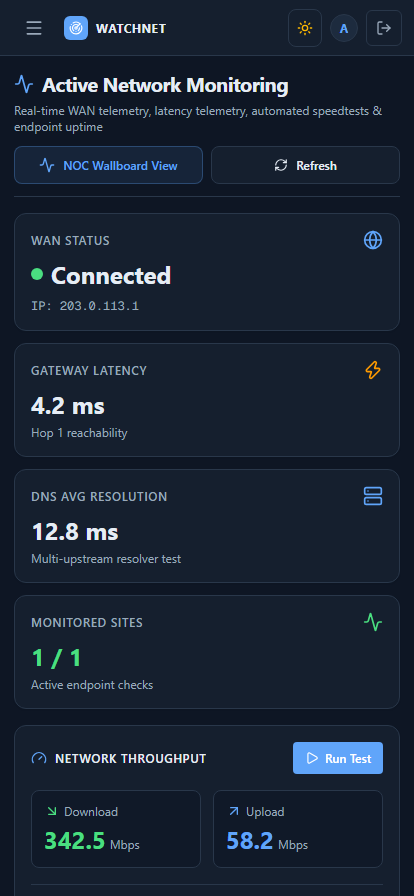 WATCHNET
A
Active Network Monitoring
Real-time WAN telemetry, latency telemetry, automated speedtests &
endpoint uptime
NOC Wallboard View
Refresh
WAN STATUS
Connected
IP: 203.0.113.1
GATEWAY LATENCY
4.2 ms
Hop 1 reachability
DNS AVG RESOLUTION
12.8 ms
Multi-upstream resolver test
MONITORED SITES
1 / 1
Active endpoint checks
NETWORK THROUGHPUT
Run Test
Download
342.5 Mbps
Upload
58.2 Mbps